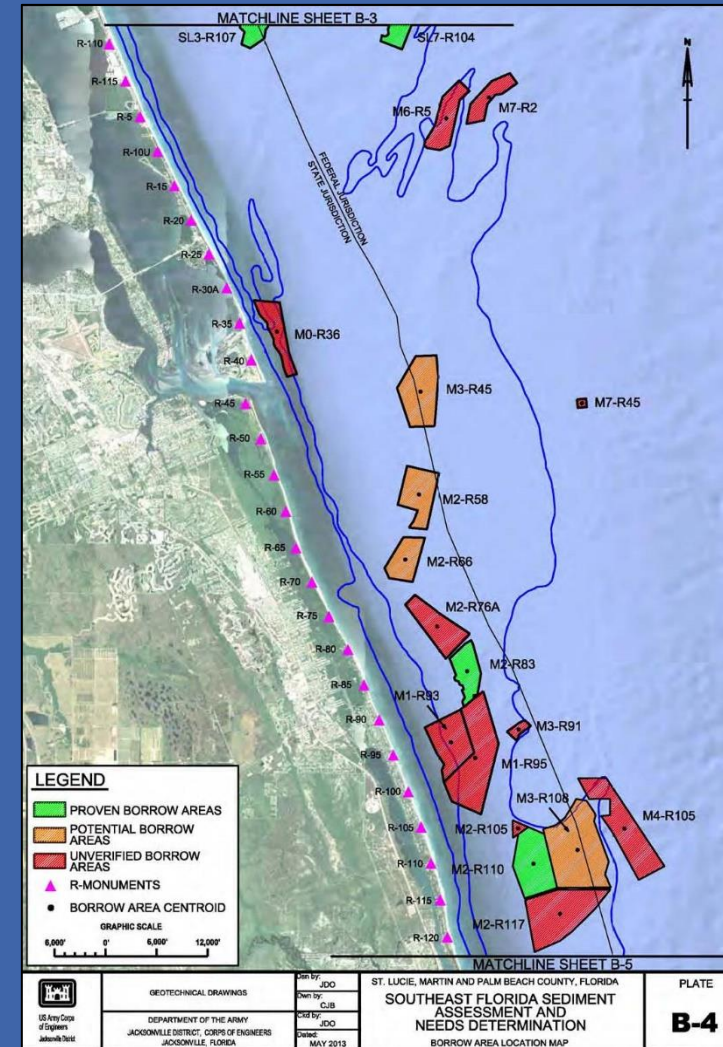 MATCHLINE SHEET B-3
SL3-R107
SL7-R104
N
R-110
R-115
R-5
R-10U
R-15
R-20
R-25
R-30A
R-35
R-40
R-45
R-50
R-55
R-60
R-65
R-70
R-75
R-80
R-85
R-90
R-95
R-100
R-105
R-110
R-115
R-120
M6-R5
M7-R2
FEDERAL JURISDICTION
STATE JURISDICTION
M0-R36
M3-R45
M7-R45
M2-R58
M2-R66
M2-R76A
M2-R83
M1-R93
M3-R91
M1-R95
M3-R108
M4-R105
M2-R105
M2-R110
M2-R117
LEGEND
PROVEN BORROW AREAS
POTENTIAL BORROW
AREAS
UNVERIFIED BORROW
AREAS
R-MONUMENTS
BORROW AREA CENTROID
GRAPHIC SCALE
6,000' 0' 6,000' 12,000'
MATCHLINE SHEET B-5
US Army Corps
of Engineers
Jacksonville District
GEOTECHNICAL DRAWINGS
DEPARTMENT OF THE ARMY
JACKSONVILLE DISTRICT, CORPS OF ENGINEERS
JACKSONVILLE, FLORIDA
Dsn by:
JDO
Dwn by:
CJB
Ckd by:
JDO
Dated:
MAY 2013
ST. LUCIE, MARTIN AND PALM BEACH COUNTY, FLORIDA
SOUTHEAST FLORIDA SEDIMENT
ASSESSMENT AND
NEEDS DETERMINATION
BORROW AREA LOCATION MAP
PLATE
B-4